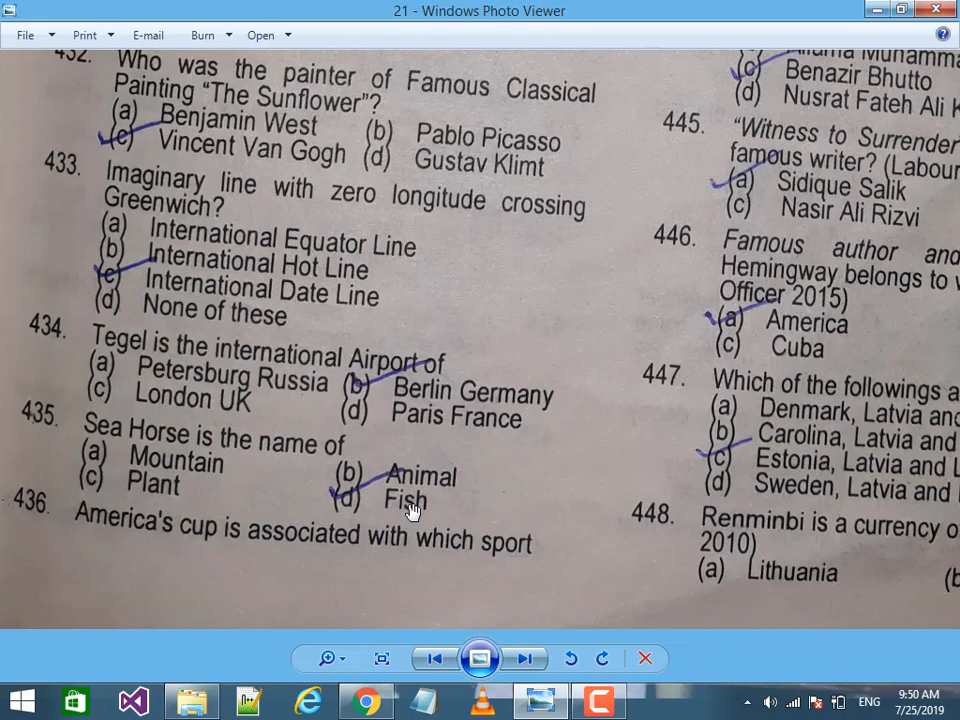 21 - Windows Photo Viewer
File Print E-mail Burn Open
432.
Who was the painter of Famous Classical
Painting "The Sunflower"?
(a) Benjamin West (b) Pablo Picasso
(c) Vincent Van Gogh (d) Gustav Klimt
433. Imaginary line with zero longitude crossing
Greenwich?
(a) International Equator Line
(b) International Hot Line
(c) International Date Line
(d) None of these
434. Tegel is the international Airport of
(a) Petersburg Russia (b) Berlin Germany
(c) London UK (d) Paris France
435. Sea Horse is the name of
(a) Mountain (b) Animal
(c) Plant (d) Fish
436. America's cup is associated with which sport
(c) Benazir Bhutto
(d) Nusrat Fateh Ali
445. "Witness to Surrender
famous writer? (Labour
(a) Sidique Salik
(c) Nasir Ali Rizvi
446. Famous author and
Hemingway belongs to
Officer 2015)
(a) America
(c) Cuba
447. Which of the followings
(a) Denmark, Latvia and
(b) Carolina, Latvia and
(c) Estonia, Latvia and
(d) Sweden, Latvia and
448. Renminbi is a currency of
2010)
(a) Lithuania (b
9:50 AM
ENG
7/25/2019